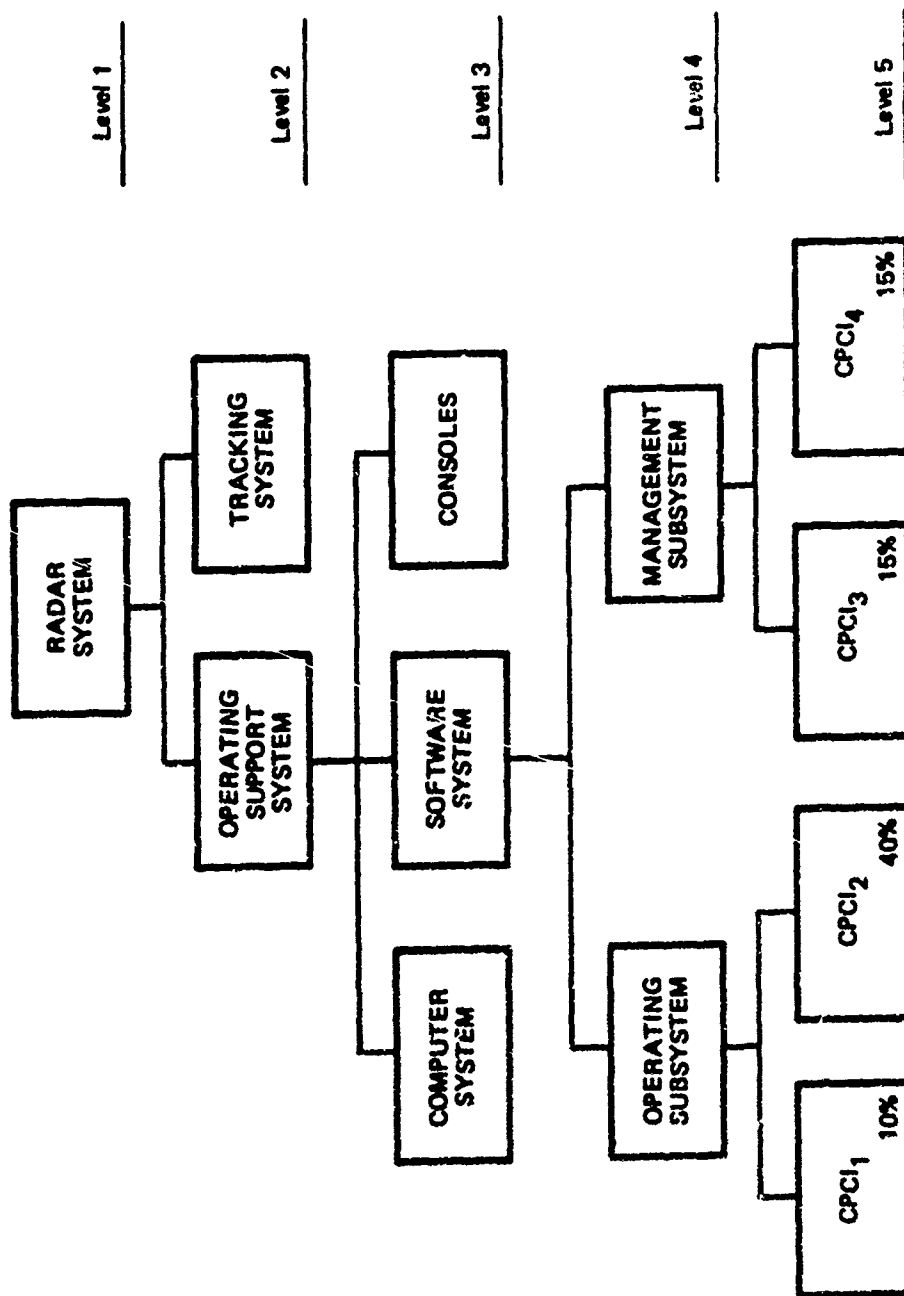 RADAR
SYSTEM
Level 1
OPERATING
SUPPORT
SYSTEM
TRACKING
SYSTEM
Level 2
COMPUTER
SYSTEM
SOFTWARE
SYSTEM
CONSOLES
Level 3
OPERATING
SUBSYSTEM
MANAGEMENT
SUBSYSTEM
Level 4
CPCI₁
10%
CPCI₂
40%
CPCI₃
15%
CPCI₄
15%
Level 5